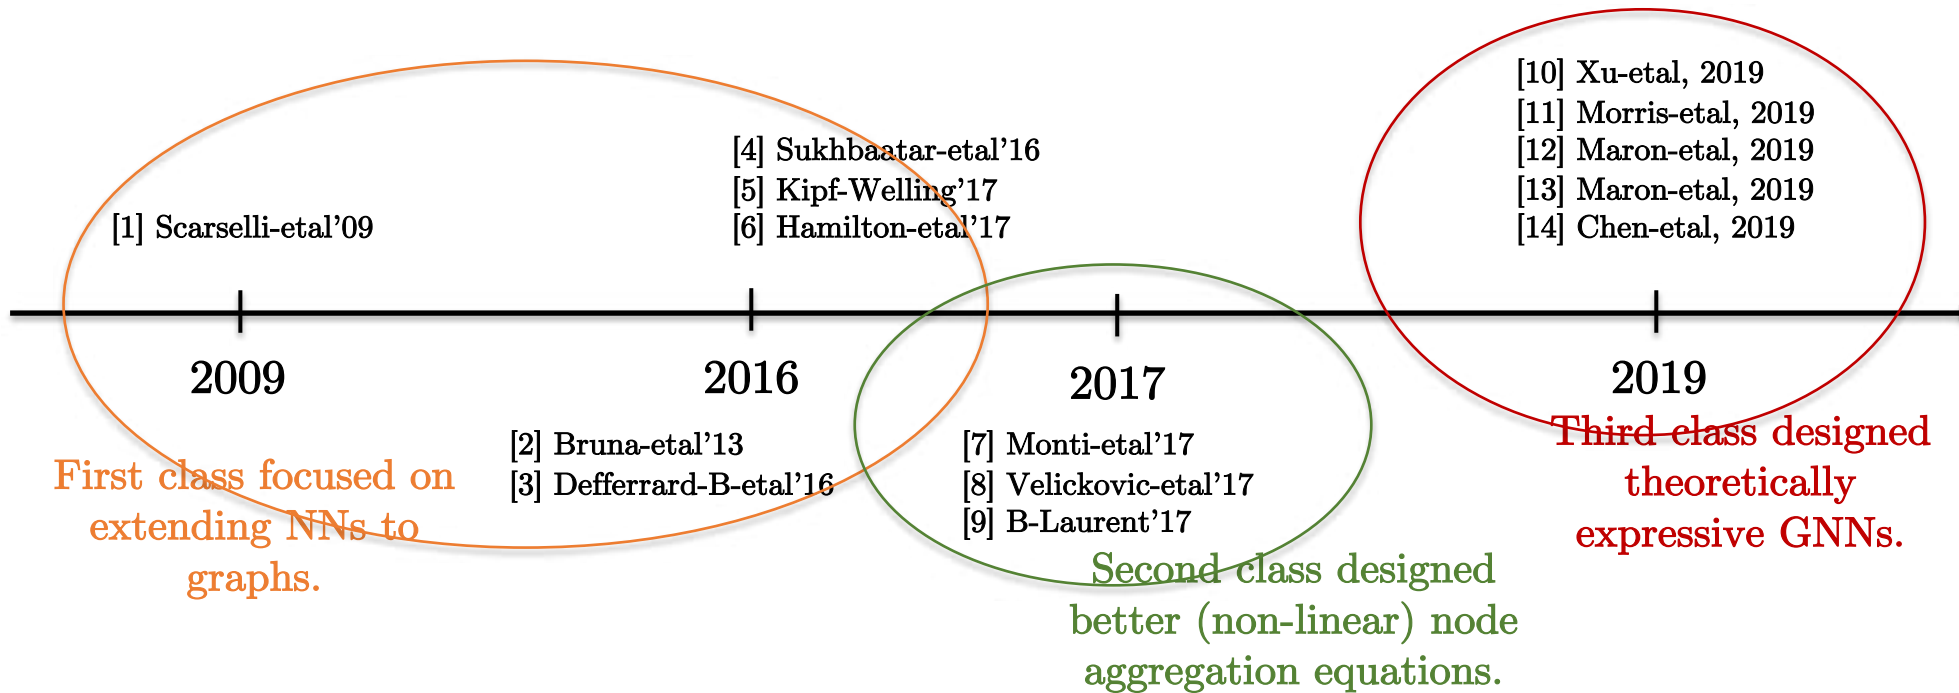 [1] Scarselli-etal'09
[4] Sukhbaatar-etal'16
[5] Kipf-Welling'17
[6] Hamilton-etal'17
[10] Xu-etal, 2019
[11] Morris-etal, 2019
[12] Maron-etal, 2019
[13] Maron-etal, 2019
[14] Chen-etal, 2019
2009
2016
2017
2019
[2] Bruna-etal'13
[3] Defferrard-B-etal'16
[7] Monti-etal'17
[8] Velickovic-etal'17
[9] B-Laurent'17
First class focused on
extending NNs to
graphs.
Second class designed
better (non-linear) node
aggregation equations.
Third class designed
theoretically
expressive GNNs.